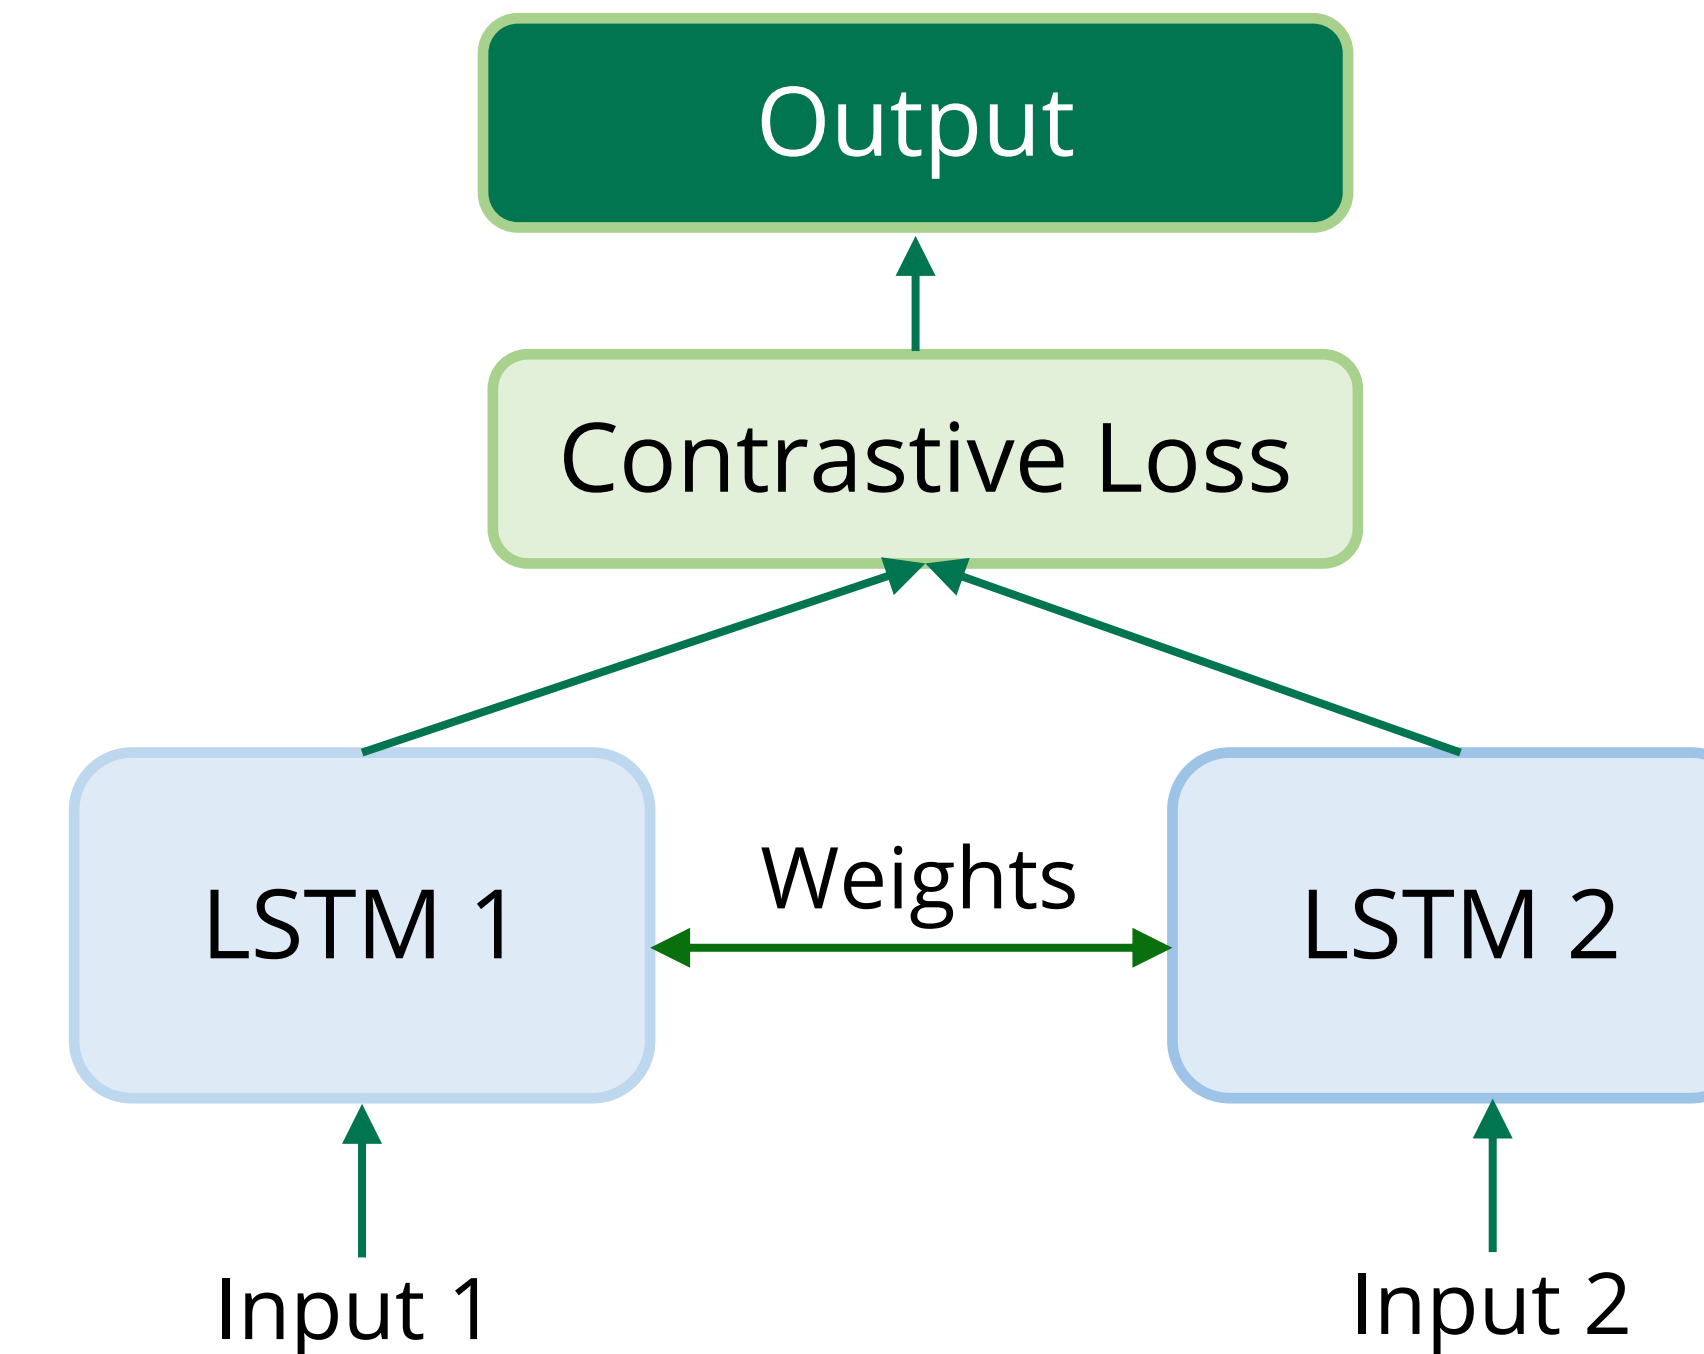 Output
Contrastive Loss
Weights
LSTM 1
LSTM 2
Input 1
Input 2